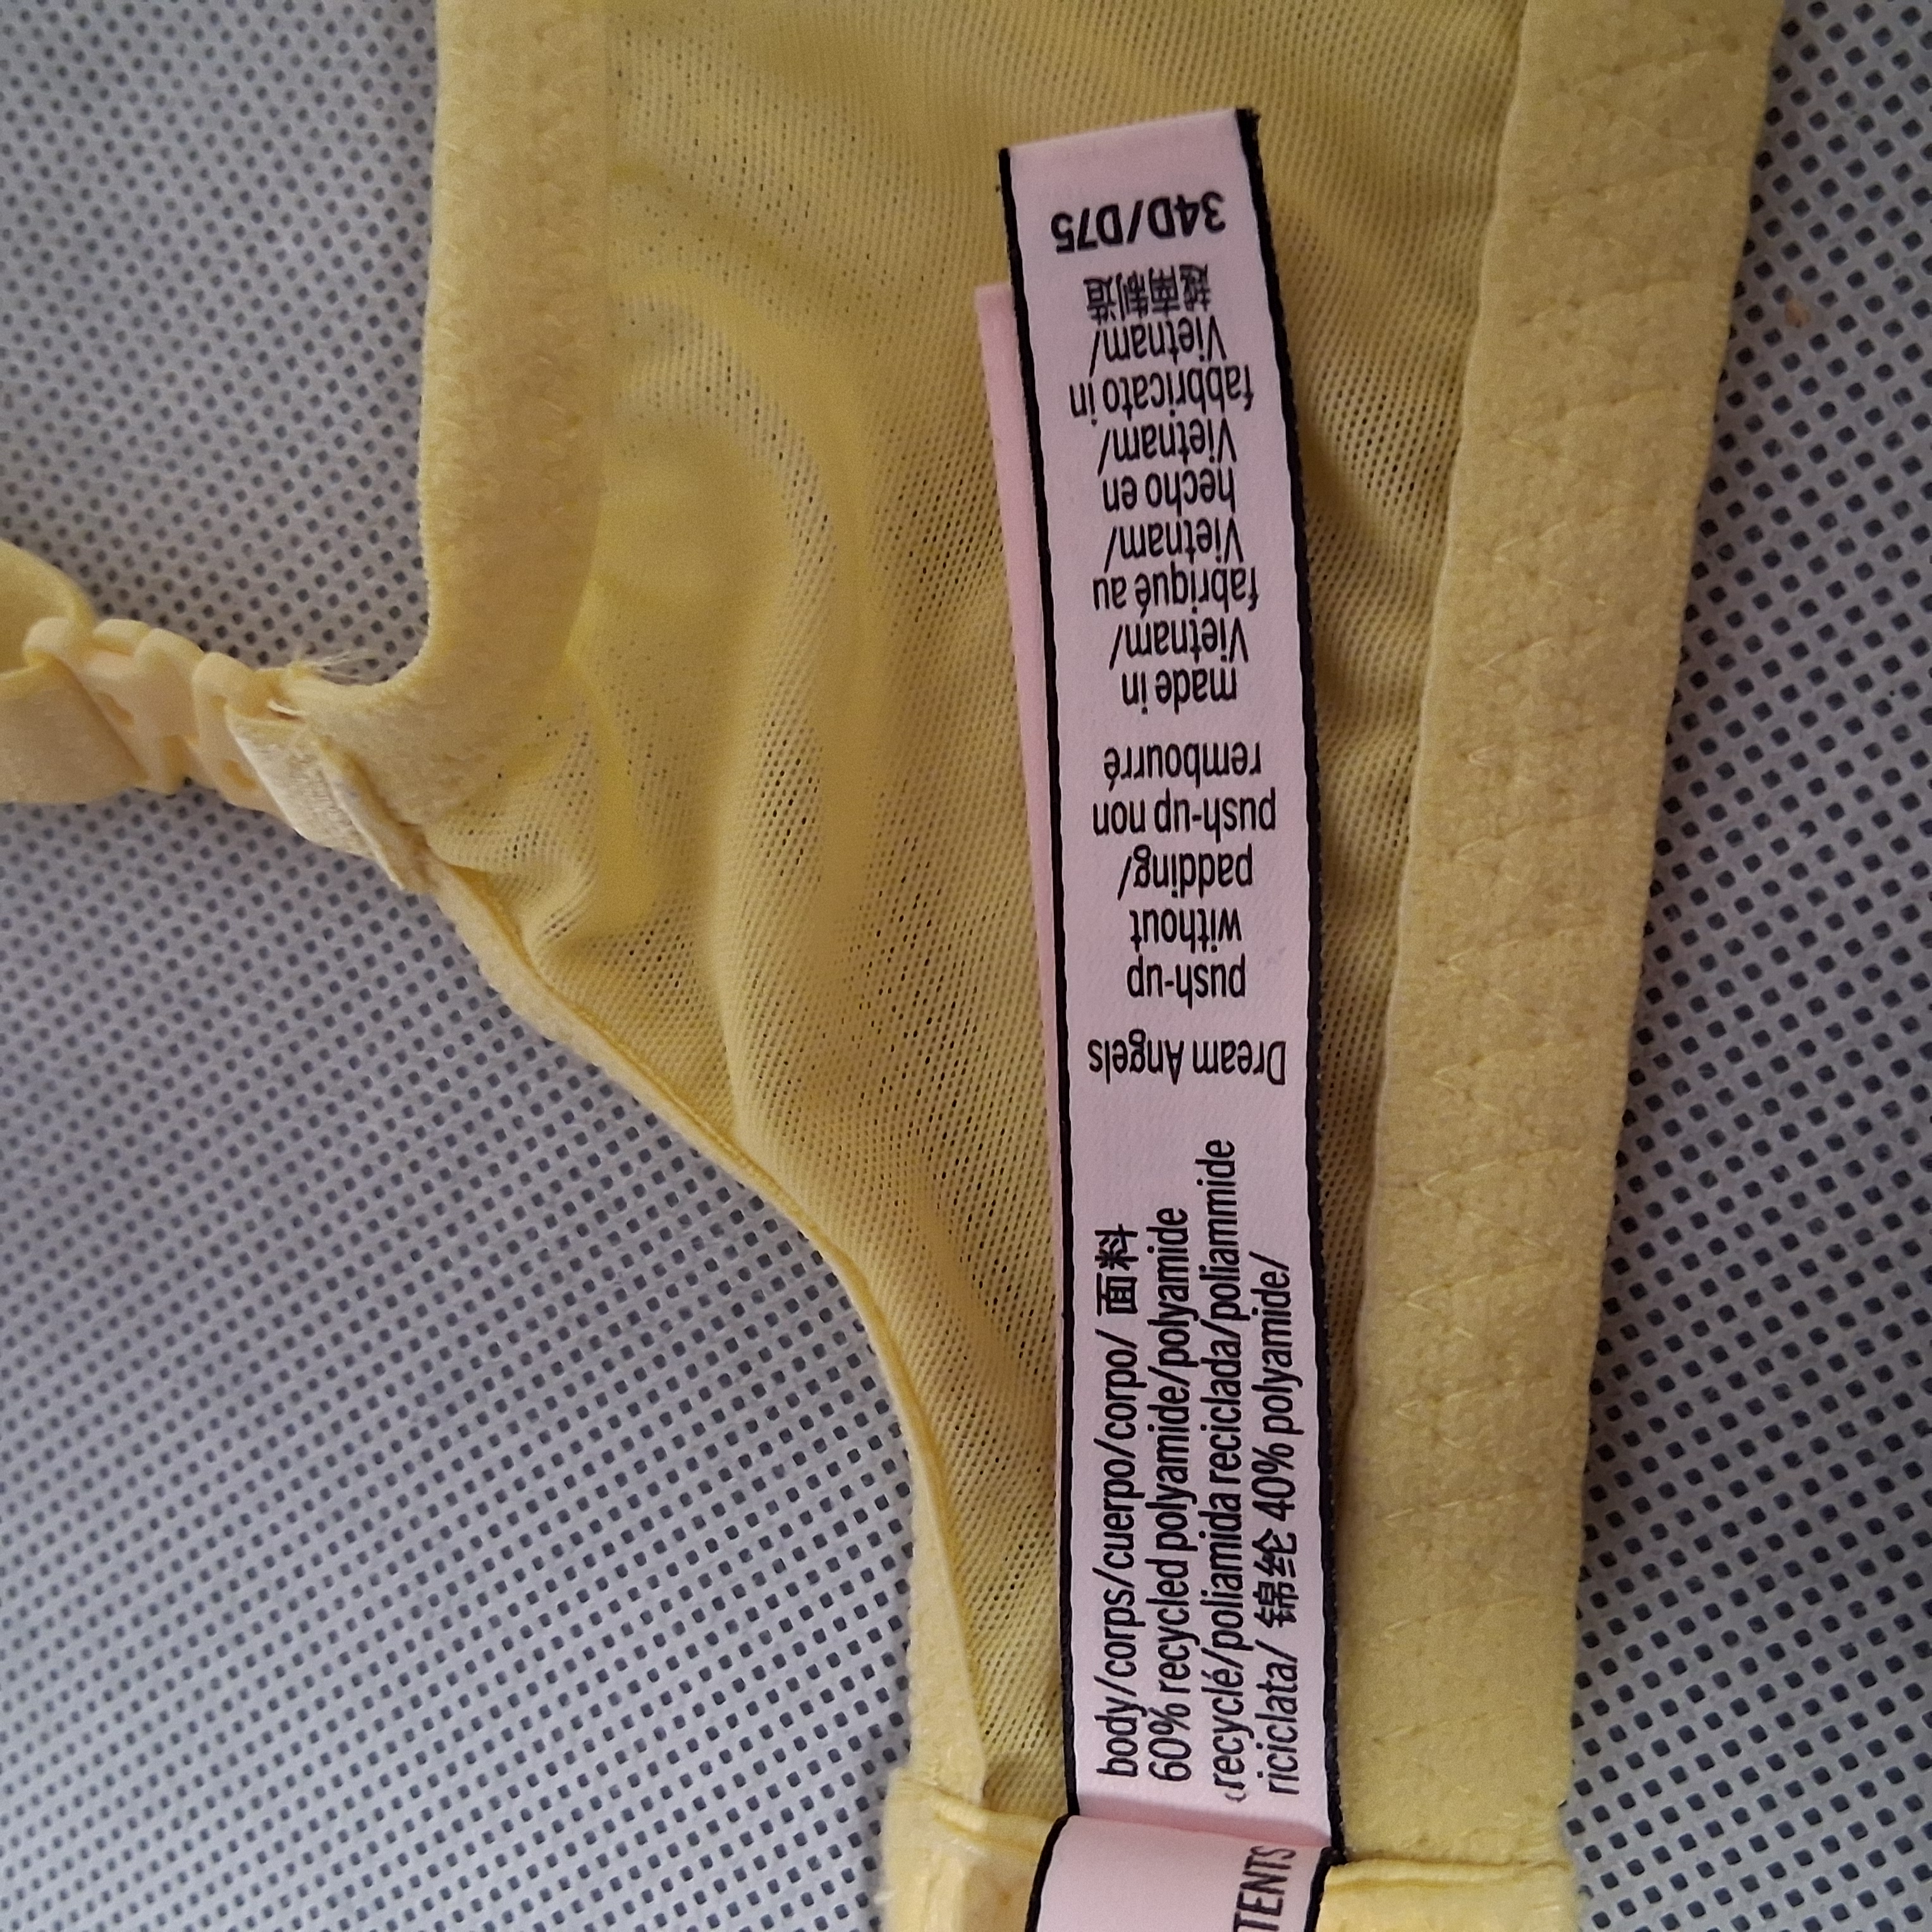 34D/D75
越南制造
Vietnam/
fabbricato in
Vietnam/
hecho en
Vietnam/
fabriqué au
Vietnam/
made in
rembourré
push-up non
padding/
without
push-up
Dream Angels
body/corps/cuerpo/corpo/ 面料
60% recycled polyamide/polyamide
recyclé/poliamida reciclada/poliammide
riciclata/ 锦纶 40% polyamide/
TENTS